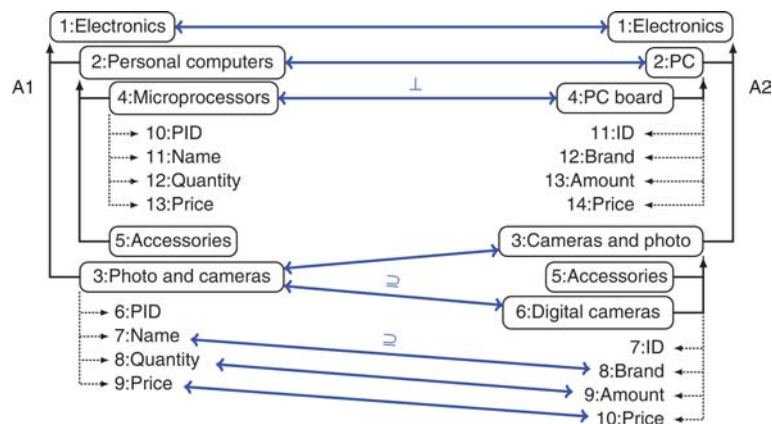 1:Electronics 1:Electronics
2:Personal computers 2:PC
A1 A2
4:Microprocessors ⊥ 4:PC board
10:PID 11:ID
11:Name 12:Brand
12:Quantity 13:Amount
13:Price 14:Price
5:Accessories 3:Cameras and photo
3:Photo and cameras ⊇ 5:Accessories
6:PID 6:Digital cameras
7:Name ⊇ 7:ID
8:Quantity 8:Brand
9:Price 9:Amount
10:Price